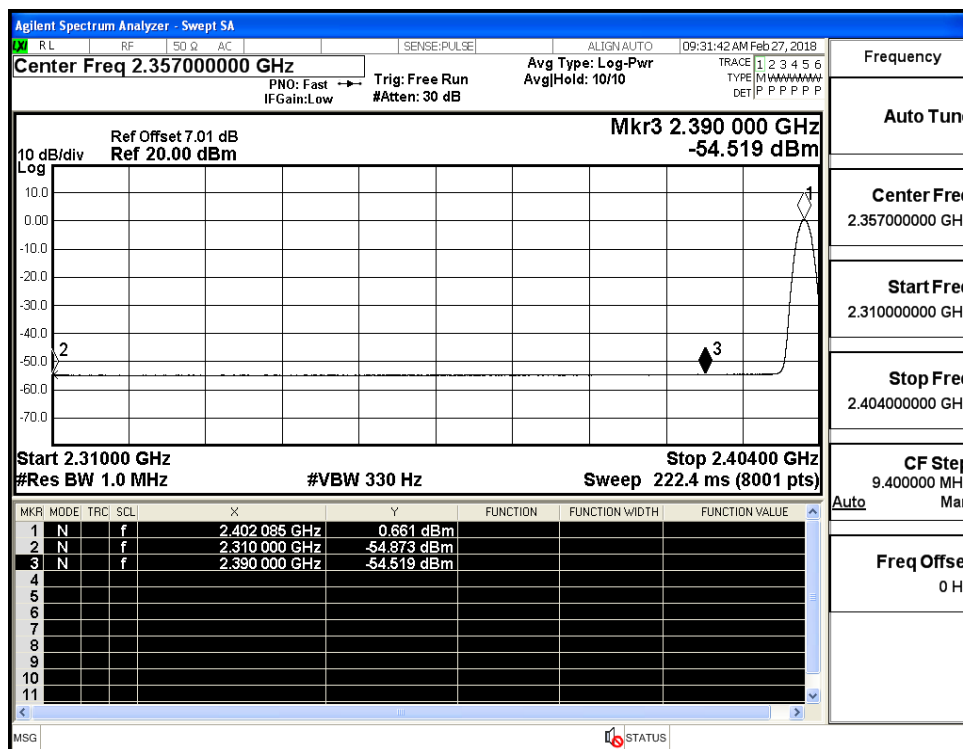 Agilent Spectrum Analyzer - Swept SA
LXI RL RF 50 Ω AC SENSE:PULSE ALIGN AUTO 09:31:42 AM Feb 27, 2018
Center Freq 2.357000000 GHz
PNO: Fast
IFGain:Low
Trig: Free Run
#Atten: 30 dB
Avg Type: Log-Pwr
Avg|Hold: 10/10
TRACE 1 2 3 4 5 6
TYPE M W W W W W
DET P P P P P P
Ref Offset 7.01 dB
Ref 20.00 dBm
10 dB/div
Log
Mkr3 2.390 000 GHz
-54.519 dBm
10.0
0.00
-10.0
-20.0
-30.0
-40.0
-50.0
-60.0
-70.0
1
2
3
Start 2.31000 GHz
Stop 2.40400 GHz
#Res BW 1.0 MHz
#VBW 330 Hz
Sweep 222.4 ms (8001 pts)
MKR MODE TRC SCL X Y FUNCTION FUNCTION WIDTH FUNCTION VALUE
1 N f 2.402 085 GHz 0.661 dBm
2 N f 2.310 000 GHz -54.873 dBm
3 N f 2.390 000 GHz -54.519 dBm
4
5
6
7
8
9
10
11
MSG
STATUS
Frequency
Auto Tun
Center Fre
2.357000000 GH
Start Fre
2.310000000 GH
Stop Fre
2.404000000 GH
CF Step
9.400000 MH
Auto Ma
Freq Offse
0 H